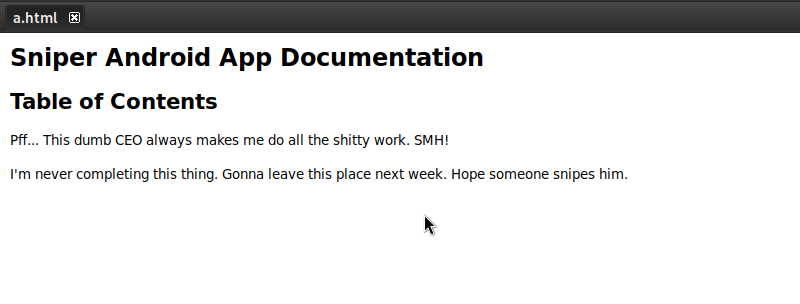 a.html
Sniper Android App Documentation
Table of Contents
Pff... This dumb CEO always makes me do all the shitty work. SMH!
I'm never completing this thing. Gonna leave this place next week. Hope someone snipes him.